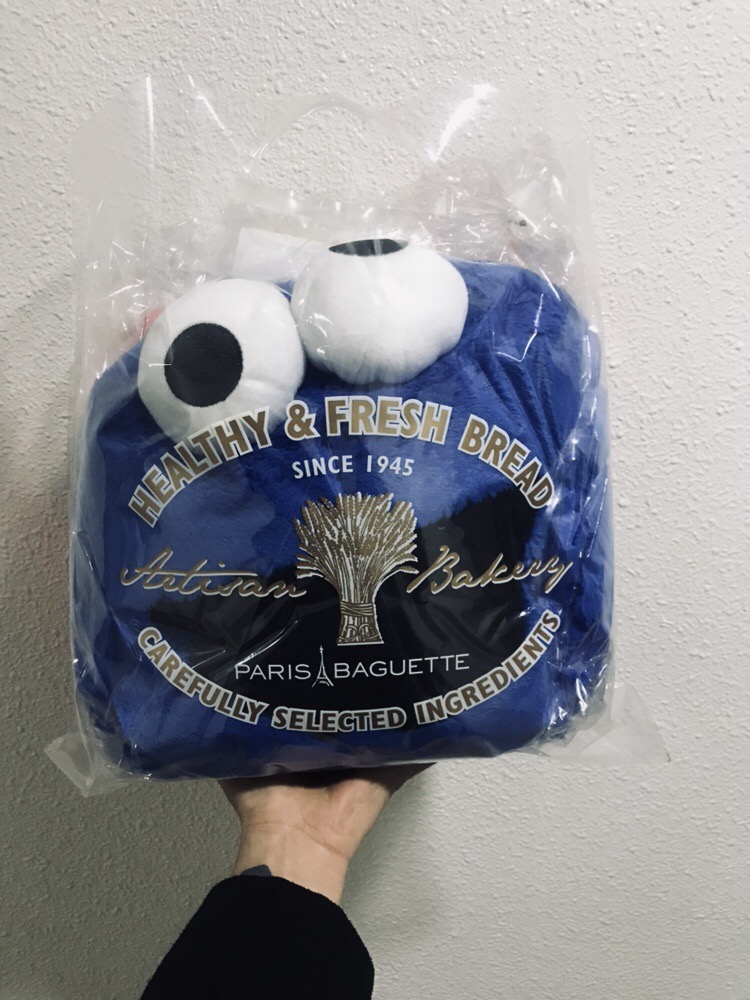 HEALTHY & FRESH BREAD
SINCE 1945
Artisan Bakery
PARIS BAGUETTE
CAREFULLY SELECTED INGREDIENTS